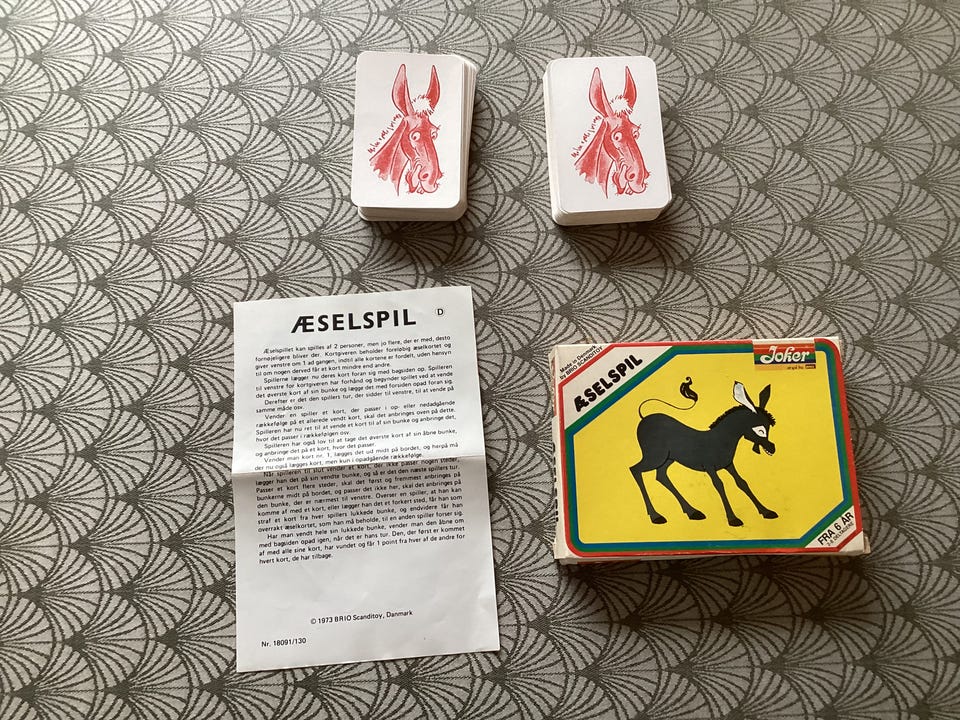 ÆSELSPIL
D
Æselspillet kan spilles af 2 personer, men jo flere, der er med, desto
fornøjeligere bliver der. Kortgiveren beholder foreløbig æselkortet og
giver venstre om 1 ad gangen, indtil alle kortene er fordelt, uden hensyn
til om nogen derved får et kort mindre end andre.
Spillerne lægger nu deres kort foran sig med bagsiden op. Spilleren
til venstre for kortgiveren har forhånd og begynder spillet ved at vende
det øverste kort af sin bunke og lægge det med forsiden opad foran sig.
Derefter er det den spillers tur, der sidder til venstre, til at vende på
samme måde osv.
Vender en spiller et kort, der passer i op- eller nedadgående
rækkefølge på et allerede vendt kort, skal det anbringes oven på dette.
Spilleren har nu ret til at vende et kort til af sin bunke og anbringe det,
hvor det passer i rækkefølgen osv.
Spilleren har også lov til at tage det øverste kort af sin åbne bunke,
og anbringe det på et kort, hvor det passer.
Vender man kort nr. 1, lægges det ud midt på bordet, og herpå må
der nu også lægges kort, men kun i opadgående rækkefølge.
Når spilleren til slut vender et kort, der ikke passer nogen steder,
lægger han det på sin vendte bunke, og så er det den næste spillers tur.
Passer et kort flere steder, skal det først og fremmest anbringes på
bunkerne midt på bordet, og passer det ikke her, skal det anbringes på
den bunke, der er nærmest til venstre. Overser en spiller, at han kan
komme af med et kort, eller lægger han det et forkert sted, får han som
straf et kort fra hver spillers lukkede bunke, og endvidere får han
overrakt æselkortet, som han må beholde, til en anden spiller forser sig.
Har man vendt hele sin lukkede bunke, vender man den åbne om
med bagsiden opad igen, når det er hans tur. Den, der først er kommet
af med alle sine kort, har vundet og får 1 point fra hver af de andre for
hvert kort, de har tilbage.
© 1973 BRIO Scanditoy, Danmark
Nr. 18091/130
Made in Denmark
by BRIO SCANDITOY
ÆSELSPIL
Joker
FRA 6 ÅR